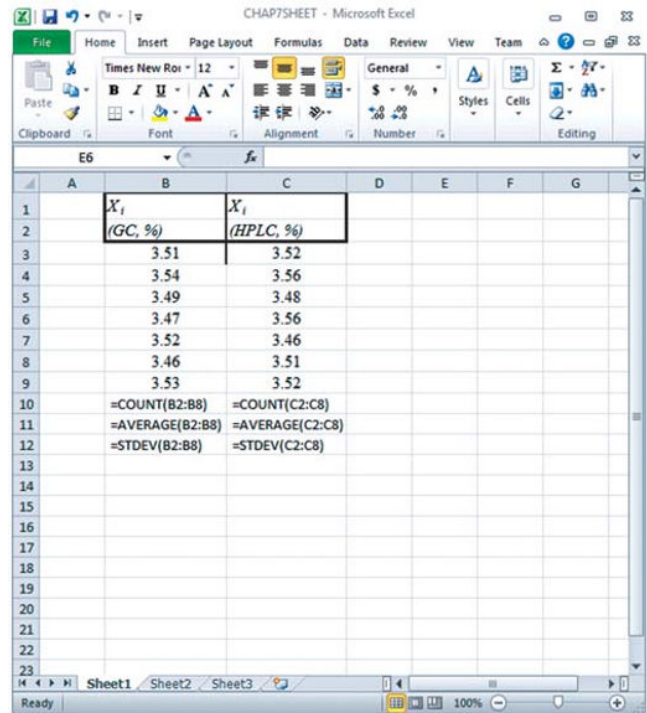 CHAP7SHEET - Microsoft Excel
File Home Insert Page Layout Formulas Data Review View Team
Times New Roı 12 A A General Σ
Paste B I U A $ % , Styles Cells
Clipboard Font Alignment Number Editing
E6 fx
A B C D E F G
1 Xi Xi
2 (GC, %) (HPLC, %)
3 3.51 3.52
4 3.54 3.56
5 3.49 3.48
6 3.47 3.56
7 3.52 3.46
8 3.46 3.51
9 3.53 3.52
10 =COUNT(B2:B8) =COUNT(C2:C8)
11 =AVERAGE(B2:B8) =AVERAGE(C2:C8)
12 =STDEV(B2:B8) =STDEV(C2:C8)
13
14
15
16
17
18
19
20
21
22
23
Sheet1 Sheet2 Sheet3
Ready 100%